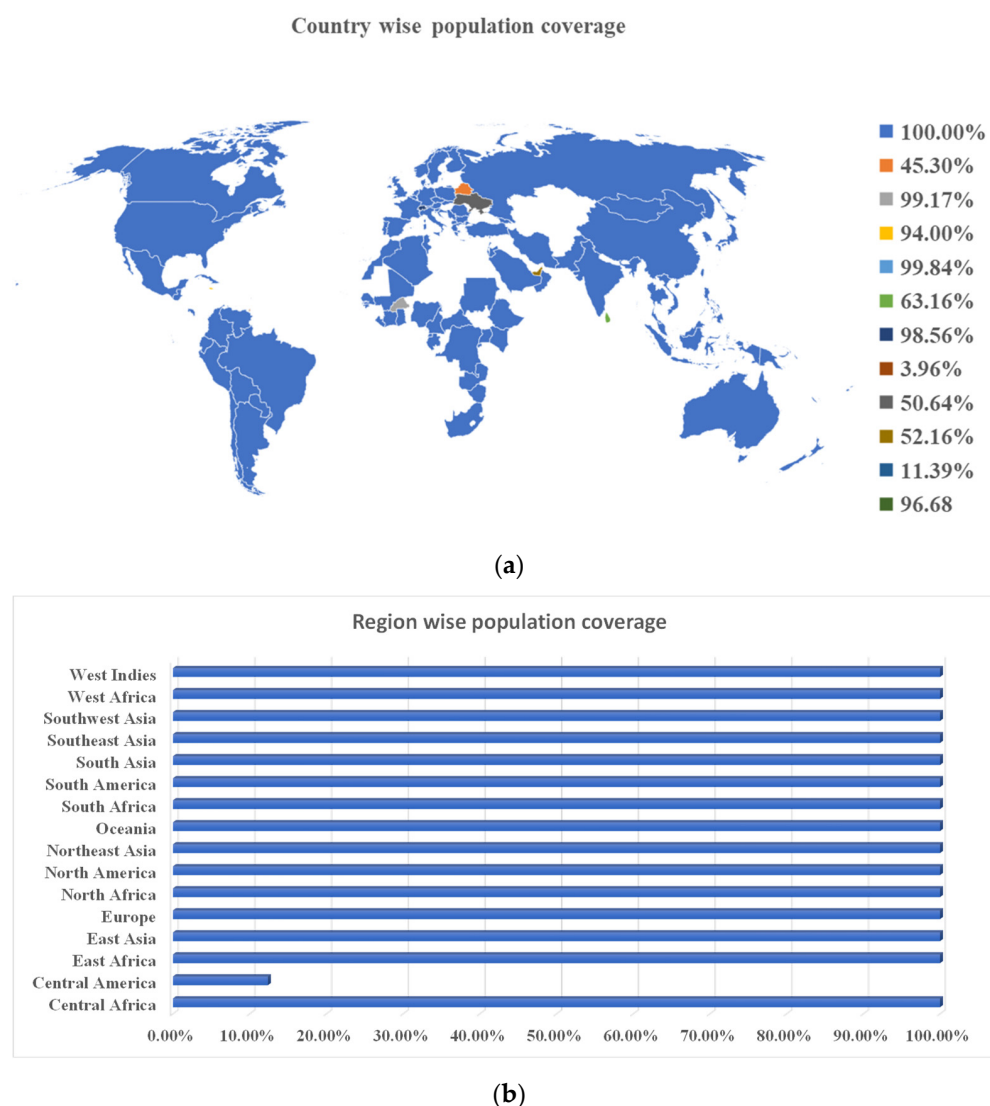 Country wise population coverage
100.00%
45.30%
99.17%
94.00%
99.84%
63.16%
98.56%
3.96%
50.64%
52.16%
11.39%
96.68
(a)
Region wise population coverage
West Indies
West Africa
Southwest Asia
Southeast Asia
South Asia
South America
South Africa
Oceania
Northeast Asia
North America
North Africa
Europe
East Asia
East Africa
Central America
Central Africa
0.00% 10.00% 20.00% 30.00% 40.00% 50.00% 60.00% 70.00% 80.00% 90.00% 100.00%
(b)